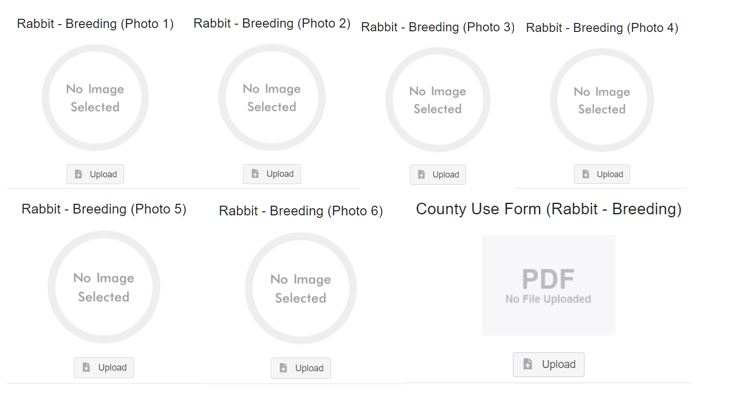 Rabbit - Breeding (Photo 1)
Rabbit - Breeding (Photo 2)
Rabbit - Breeding (Photo 3)
Rabbit - Breeding (Photo 4)
No Image
Selected
No Image
Selected
No Image
Selected
No Image
Selected
Upload
Upload
Upload
Upload
Rabbit - Breeding (Photo 5)
Rabbit - Breeding (Photo 6)
County Use Form (Rabbit - Breeding)
No Image
Selected
No Image
Selected
PDF
No File Uploaded
Upload
Upload
Upload